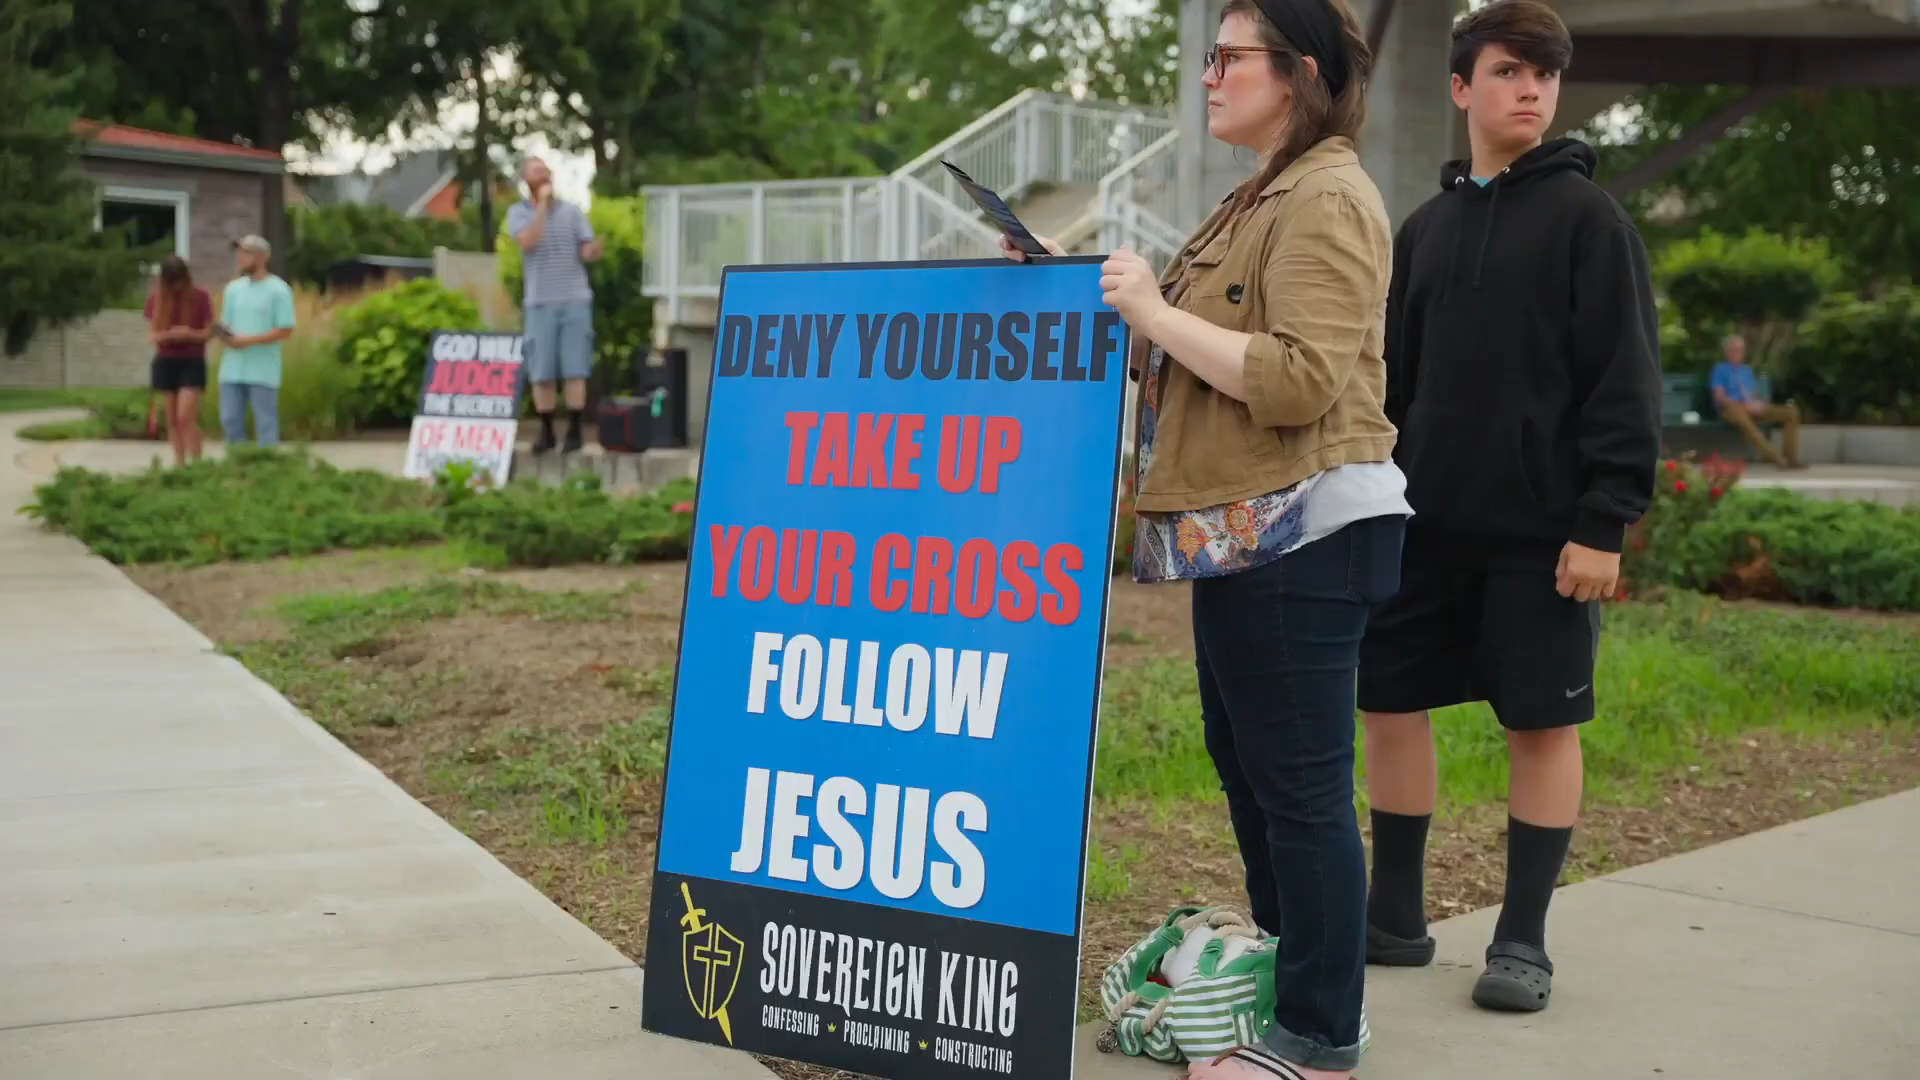 DENY YOURSELF
TAKE UP
YOUR CROSS
FOLLOW
JESUS
SOVEREIGN KING
CONFESSING PROCLAIMING CONSTRUCTING
GOD WILL
JUDGE
THE SECRETS
OF MEN